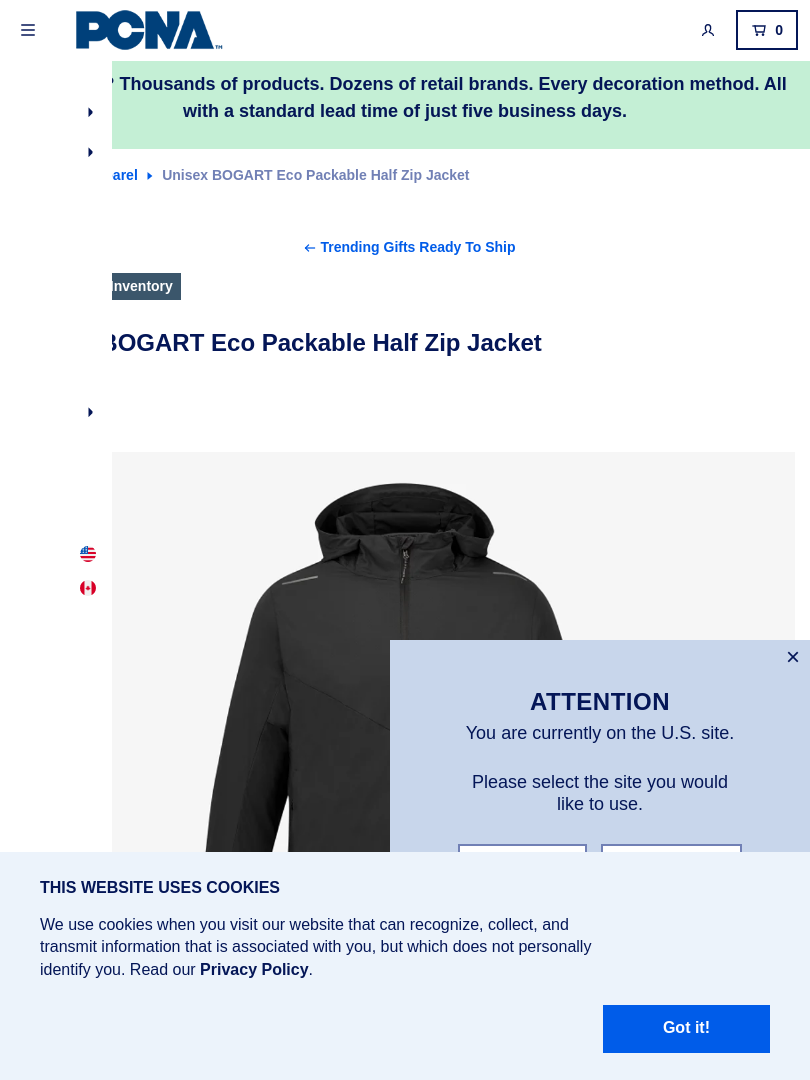 PCNA™
0
? Thousands of products. Dozens of retail brands. Every decoration method. All
with a standard lead time of just five business days.
arel
Unisex BOGART Eco Packable Half Zip Jacket
Trending Gifts Ready To Ship
Inventory
BOGART Eco Packable Half Zip Jacket
×
ATTENTION
You are currently on the U.S. site.
Please select the site you would
like to use.
THIS WEBSITE USES COOKIES
We use cookies when you visit our website that can recognize, collect, and
transmit information that is associated with you, but which does not personally
identify you. Read our Privacy Policy.
Got it!